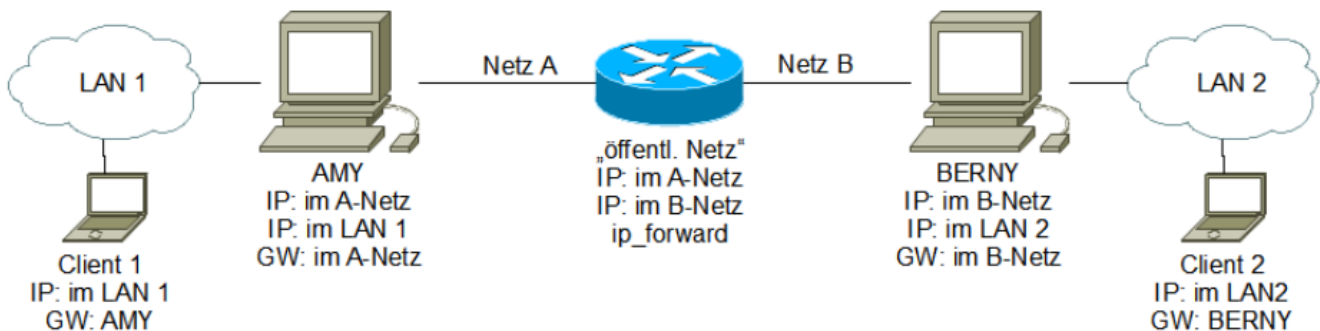 LAN 1
Netz A
Netz B
LAN 2
AMY
IP: im A-Netz
IP: im LAN 1
GW: im A-Netz
„öffentl. Netz“
IP: im A-Netz
IP: im B-Netz
ip_forward
BERNY
IP: im B-Netz
IP: im LAN 2
GW: im B-Netz
Client 1
IP: im LAN 1
GW: AMY
Client 2
IP: im LAN2
GW: BERNY